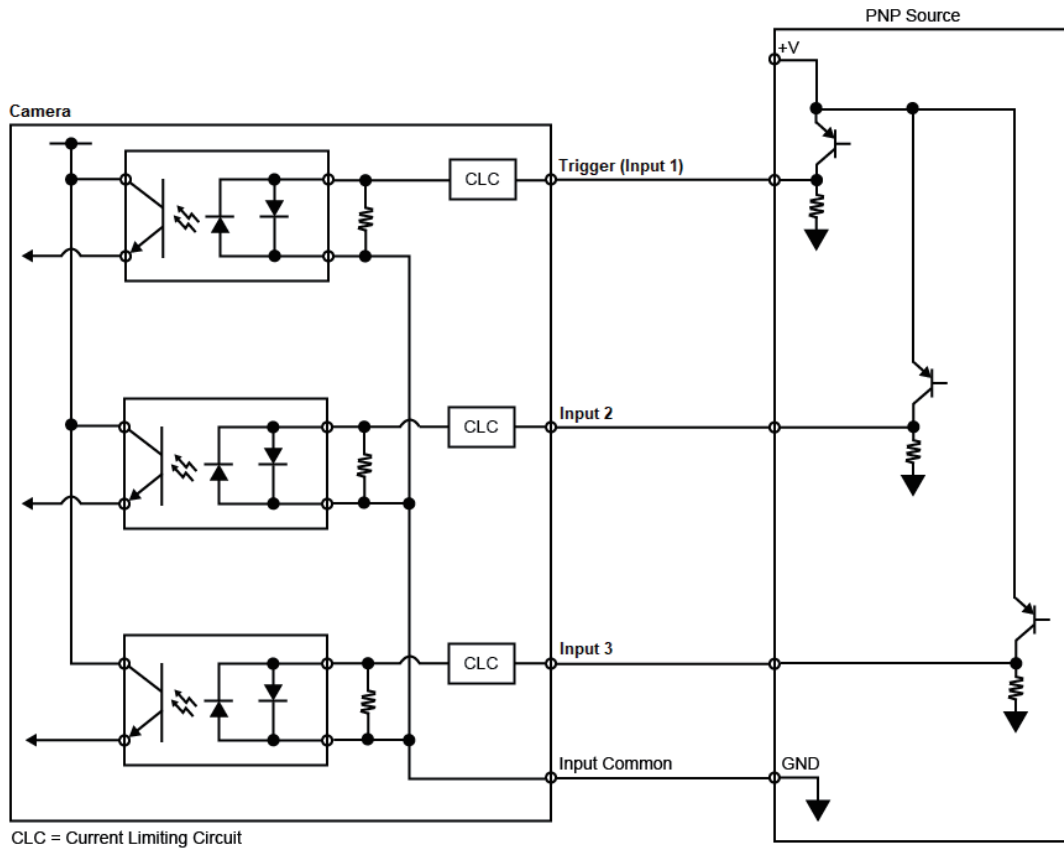 PNP Source
+V
Camera
CLC
Trigger (Input 1)
CLC
Input 2
CLC
Input 3
Input Common
GND
CLC = Current Limiting Circuit